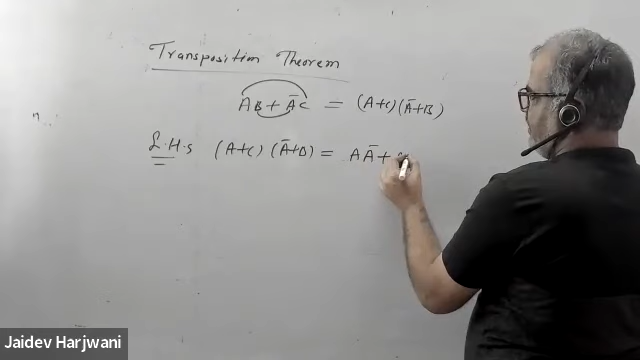 Transposition Theorem
AB + ĀC = (A+C)(Ā+B)
L.H.S (A+C) (Ā+B) = AĀ +
Jaidev Harjwani